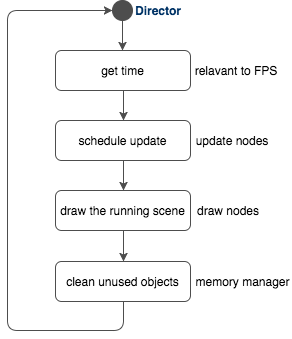 Director
get time
relavant to FPS
schedule update
update nodes
draw the running scene
draw nodes
clean unused objects
memory manager